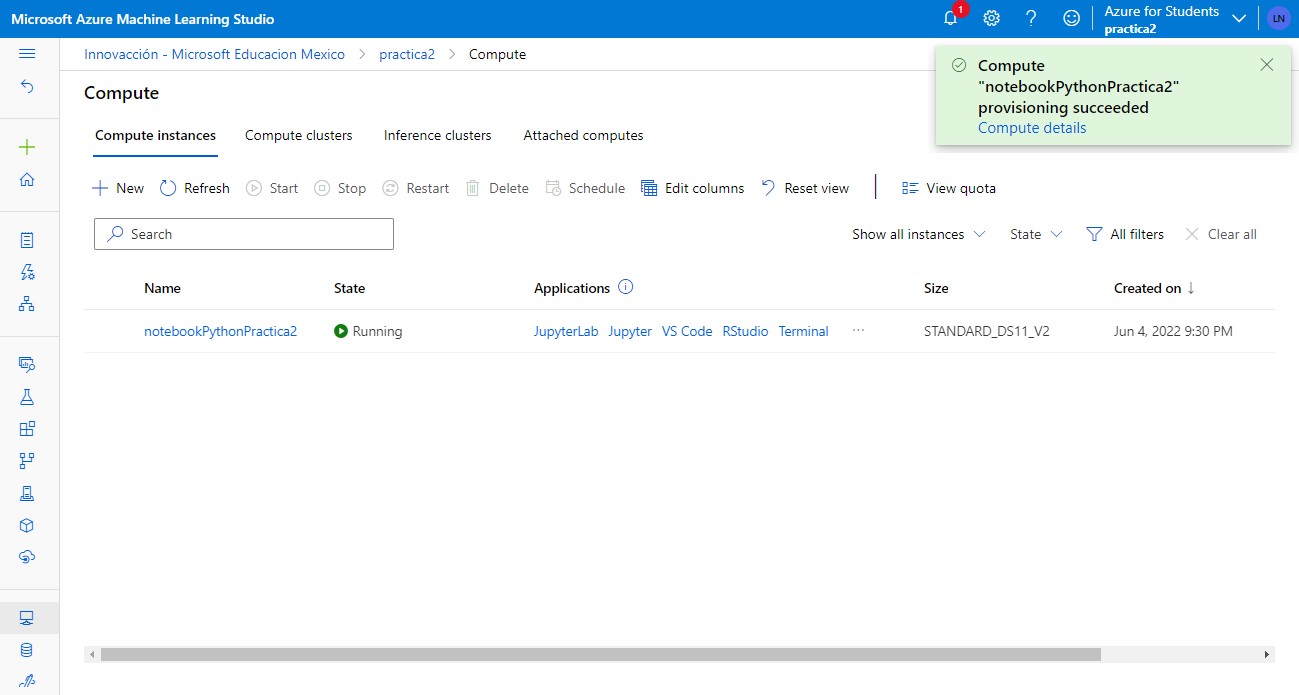 Microsoft Azure Machine Learning Studio
1
Azure for Students
practica2
LN
Innovacción - Microsoft Educacion Mexico > practica2 > Compute
Compute
"notebookPythonPractica2"
provisioning succeeded
Compute details
Compute
Compute instances Compute clusters Inference clusters Attached computes
New Refresh Start Stop Restart Delete Schedule Edit columns Reset view View quota
Search Show all instances State All filters Clear all
Name State Applications Size Created on ↓
notebookPythonPractica2 Running JupyterLab Jupyter VS Code RStudio Terminal ... STANDARD_DS11_V2 Jun 4, 2022 9:30 PM